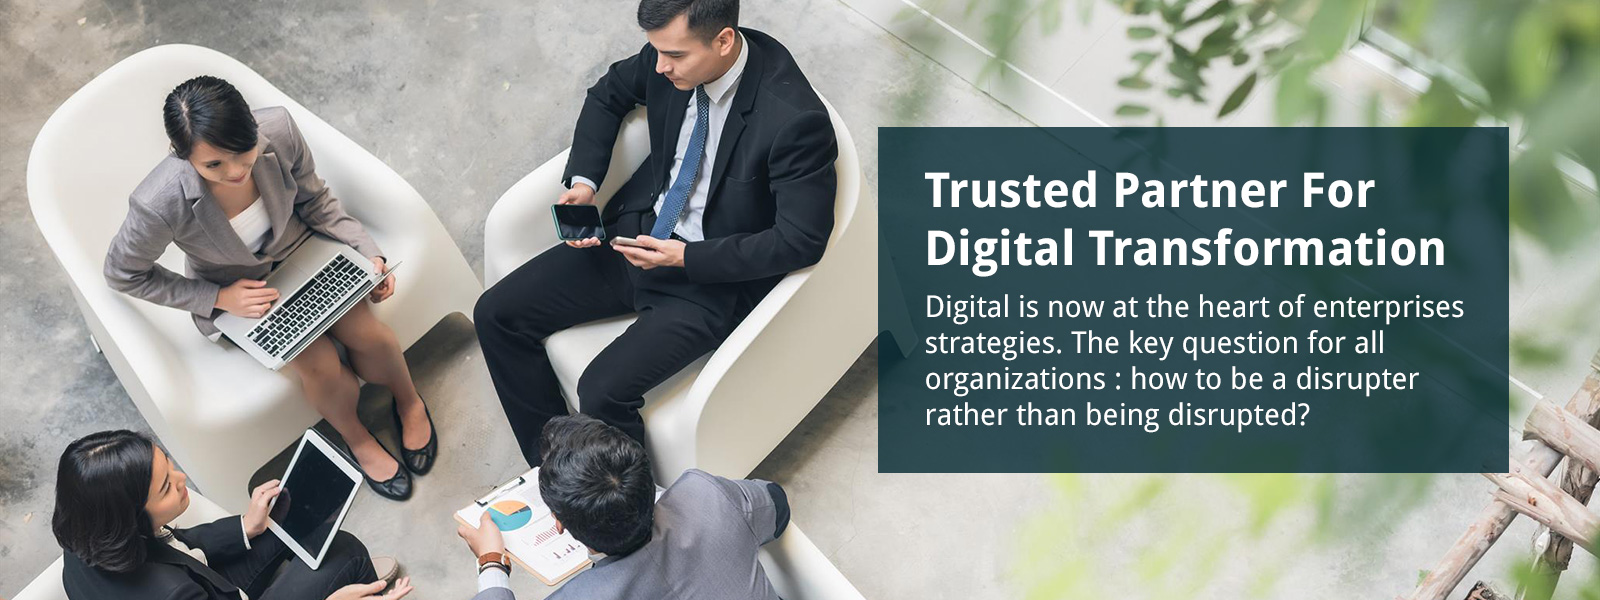 Trusted Partner For
Digital Transformation
Digital is now at the heart of enterprises
strategies. The key question for all
organizations : how to be a disrupter
rather than being disrupted?